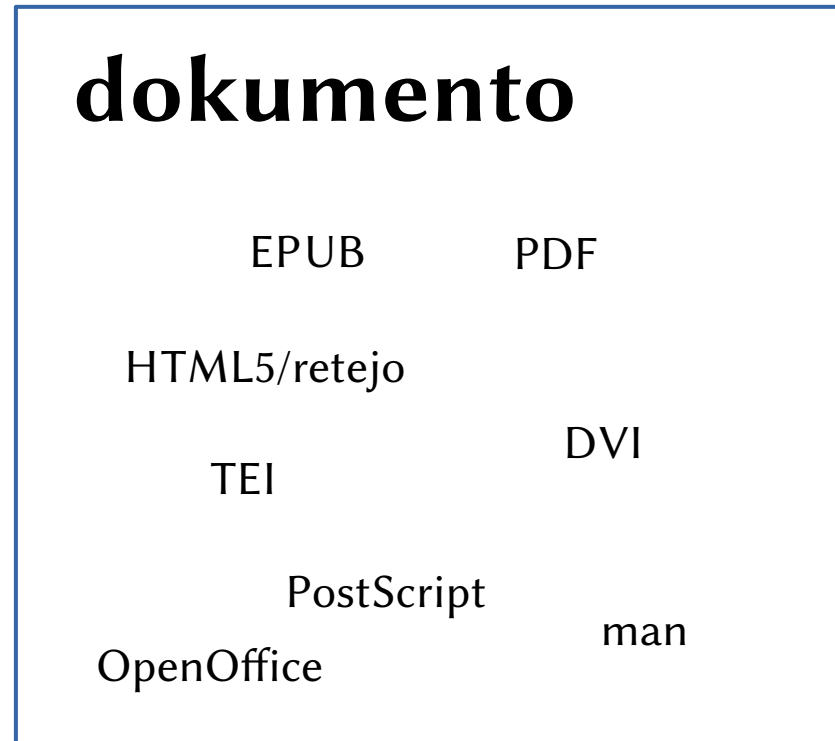 dokumento
EPUB
PDF
HTML5/retejo
DVI
TEI
PostScript
man
OpenOffice